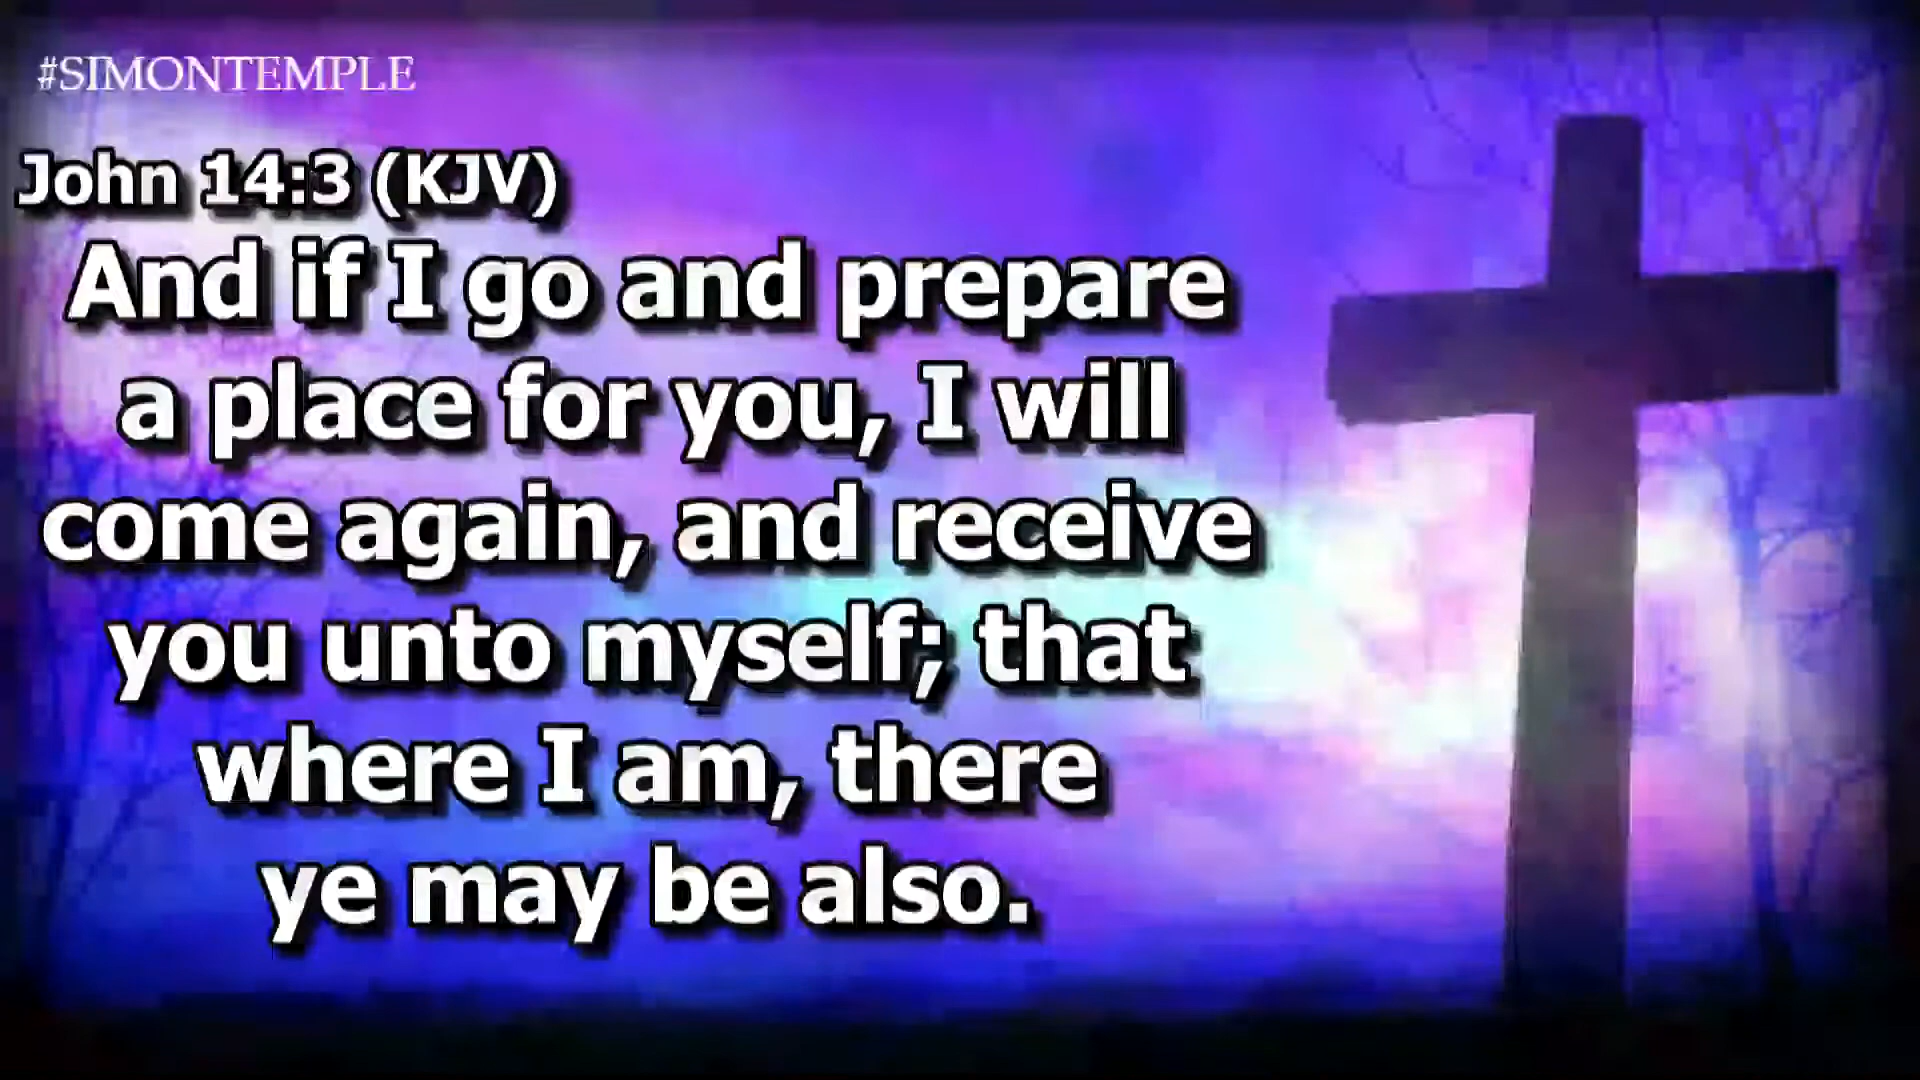 #SIMONTEMPLE
John 14:3 (KJV)
And if I go and prepare
a place for you, I will
come again, and receive
you unto myself; that
where I am, there
ye may be also.